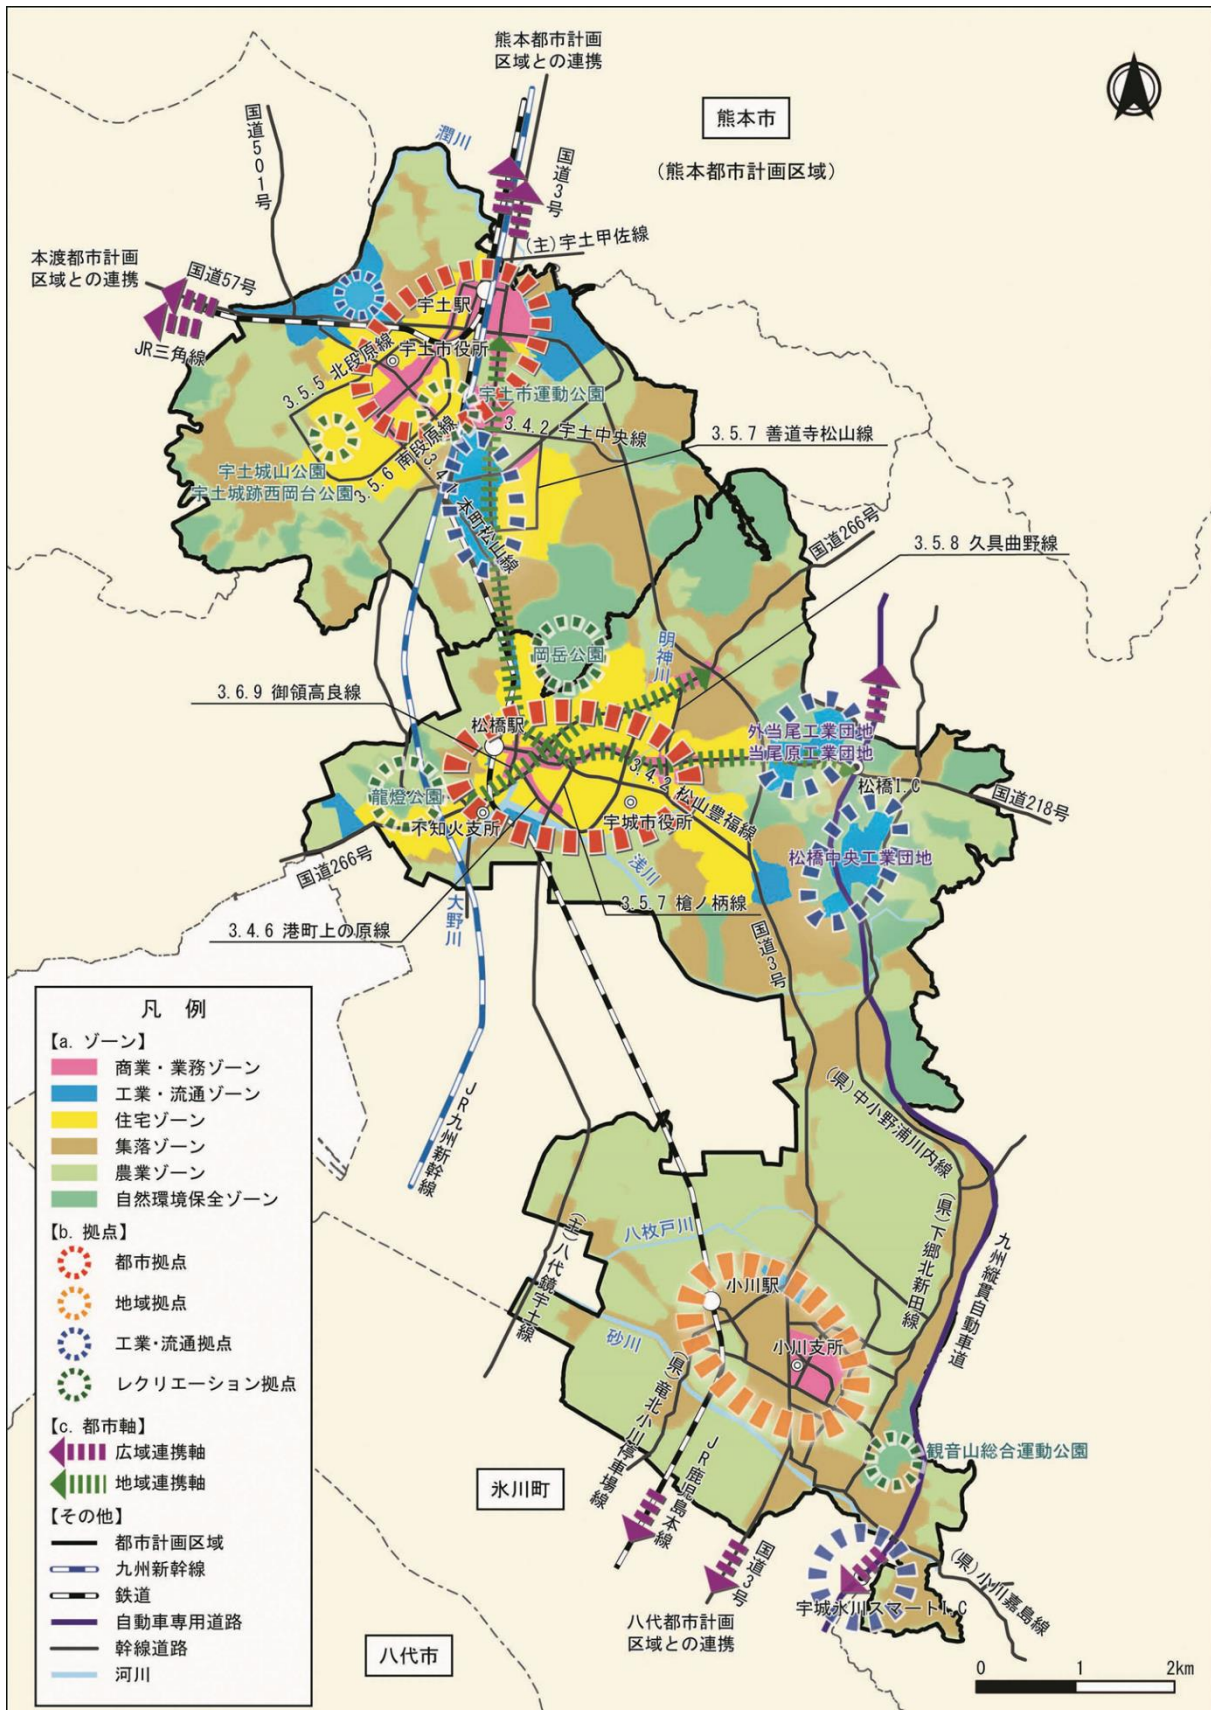 熊本都市計画
区域との連携
熊本市
(熊本都市計画区域)
国道501号
潤川
国道3号
(主)宇土甲佐線
本渡都市計画
区域との連携
国道57号
JR三角線
宇土駅
宇土市役所
3.5.5 北段原線
宇土市運動公園
3.4.2 宇土中央線
3.5.7 善道寺松山線
宇土城山公園
宇土城跡西岡台公園
3.5.6 南段原線
3.4.1 本町松山線
国道266号
3.5.8 久具曲野線
岡岳公園
明神川
3.6.9 御領高良線
松橋駅
外当尾工業団地
当尾原工業団地
松橋I.C
国道218号
3.4.2 松山豊福線
龍燈公園
不知火支所
宇城市役所
松橋中央工業団地
国道266号
浅川
大野川
3.5.7 槍ノ柄線
3.4.6 港町上の原線
国道3号
JR九州新幹線
(県)中小野浦川内線
(県)下郷北新田線
九州縦貫自動車道
(主)八代鏡宇土線
八枚戸川
小川駅
砂川
小川支所
(県)竜北小川停車場線
JR鹿児島本線
観音山総合運動公園
氷川町
国道3号
(県)小川嘉島線
宇城氷川スマートI.C
八代都市計画
区域との連携
八代市
凡 例
【a. ゾーン】
商業・業務ゾーン
工業・流通ゾーン
住宅ゾーン
集落ゾーン
農業ゾーン
自然環境保全ゾーン
【b. 拠点】
都市拠点
地域拠点
工業・流通拠点
レクリエーション拠点
【c. 都市軸】
広域連携軸
地域連携軸
【その他】
都市計画区域
九州新幹線
鉄道
自動車専用道路
幹線道路
河川
0 1 2km